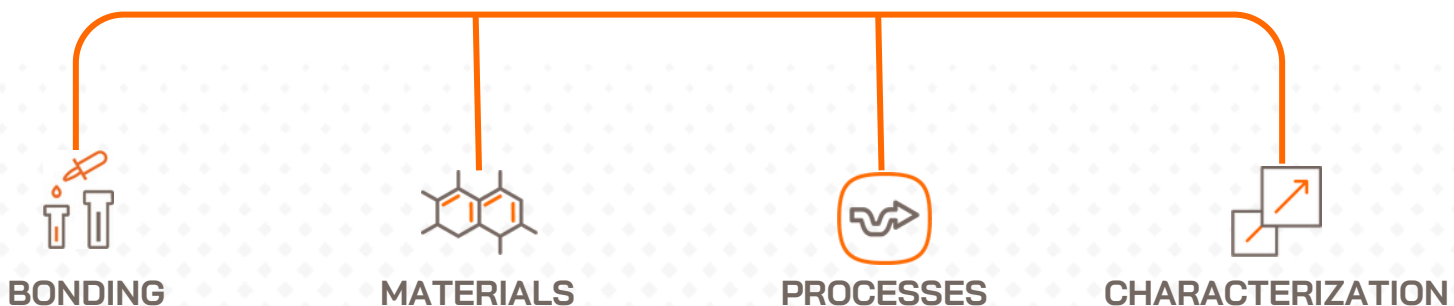 BONDING
MATERIALS
PROCESSES
CHARACTERIZATION